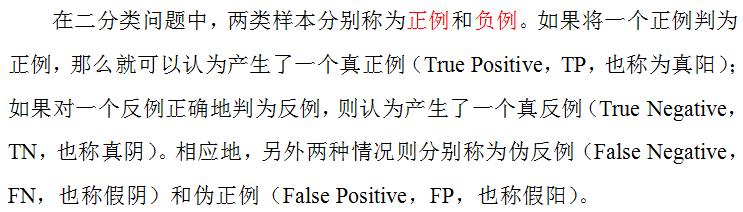 在二分类问题中，两类样本分别称为正例和负例。如果将一个正例判为
正例，那么就可以认为产生了一个真正例（True Positive，TP，也称为真阳）；
如果对一个反例正确地判为反例，则认为产生了一个真反例（True Negative，
TN，也称真阴）。相应地，另外两种情况则分别称为伪反例（False Negative，
FN，也称假阴）和伪正例（False Positive，FP，也称假阳）。